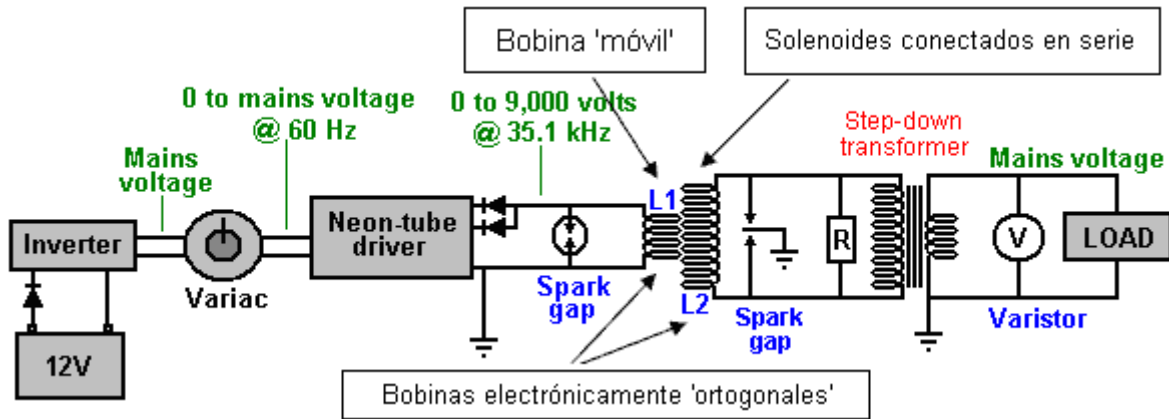 Bobina 'móvil'
Solenoides conectados en serie
0 to mains voltage
@ 60 Hz
0 to 9,000 volts
@ 35.1 kHz
Step-down
transformer
Mains
voltage
Mains voltage
L1
Inverter
Neon-tube
driver
R
V
LOAD
Variac
Spark
gap
L2
Spark
gap
Varistor
12V
Bobinas electrónicamente 'ortogonales'